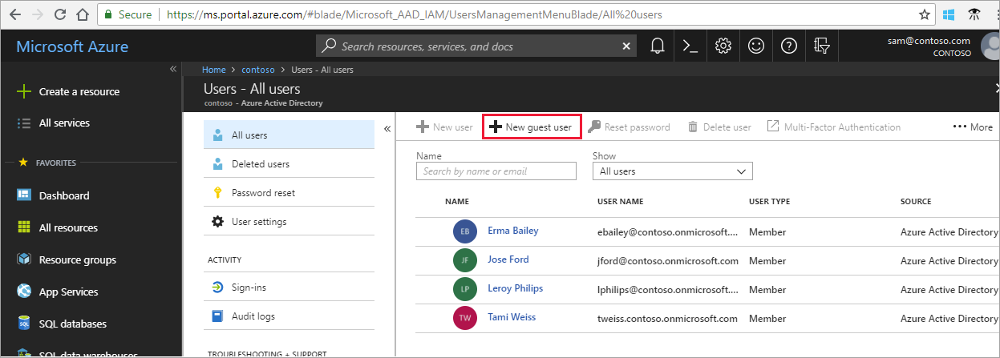 Secure https://ms.portal.azure.com/#blade/Microsoft_AAD_IAM/UsersManagementMenuBlade/All%20users
Microsoft Azure
Search resources, services, and docs
sam@contoso.com
CONTOSO
Home > contoso > Users - All users
Users - All users
contoso - Azure Active Directory
Create a resource
All services
FAVORITES
Dashboard
All resources
Resource groups
App Services
SQL databases
SQL data warehouses
All users
Deleted users
Password reset
User settings
ACTIVITY
Sign-ins
Audit logs
TROUBLESHOOTING + SUPPORT
New user New guest user Reset password Delete user Multi-Factor Authentication ••• More
Name Show
Search by name or email All users
NAME USER NAME USER TYPE SOURCE
EB Erma Bailey ebailey@contoso.onmicrosoft.... Member Azure Active Directory
JF Jose Ford jford@contoso.onmicrosoft.com Member Azure Active Directory
LP Leroy Philips lphilips@contoso.onmicrosoft.... Member Azure Active Directory
TW Tami Weiss tweiss.contoso.onmicrosoft.com Member Azure Active Directory